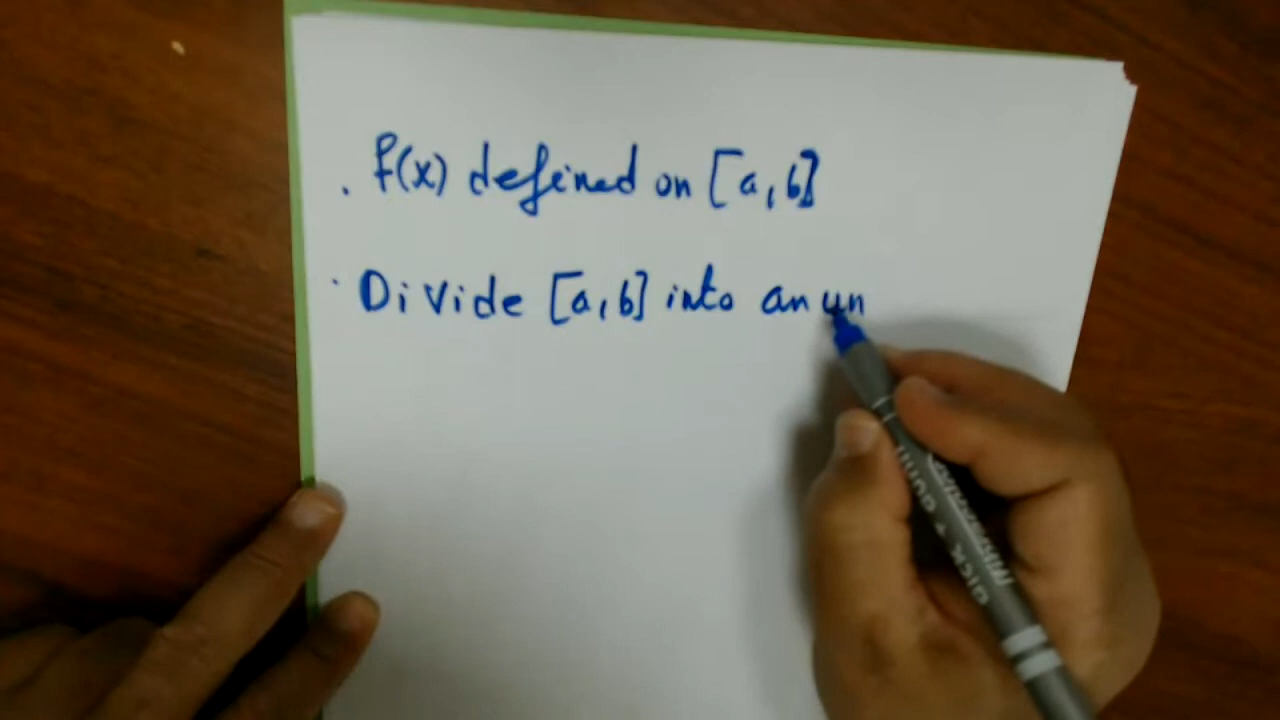 . f(x) defined on [a, b]
. Divide [a, b] into an un